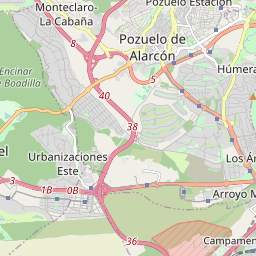 Monteclaro-
La Cabaña
Pozuelo Estación
Pozuelo de
Alarcón
8
5
Encinar
de Boadilla
40
Húmera
38
Urbanizaciones
Este
Los Án
3
1B
0B
Arroyo M
36
Campamen